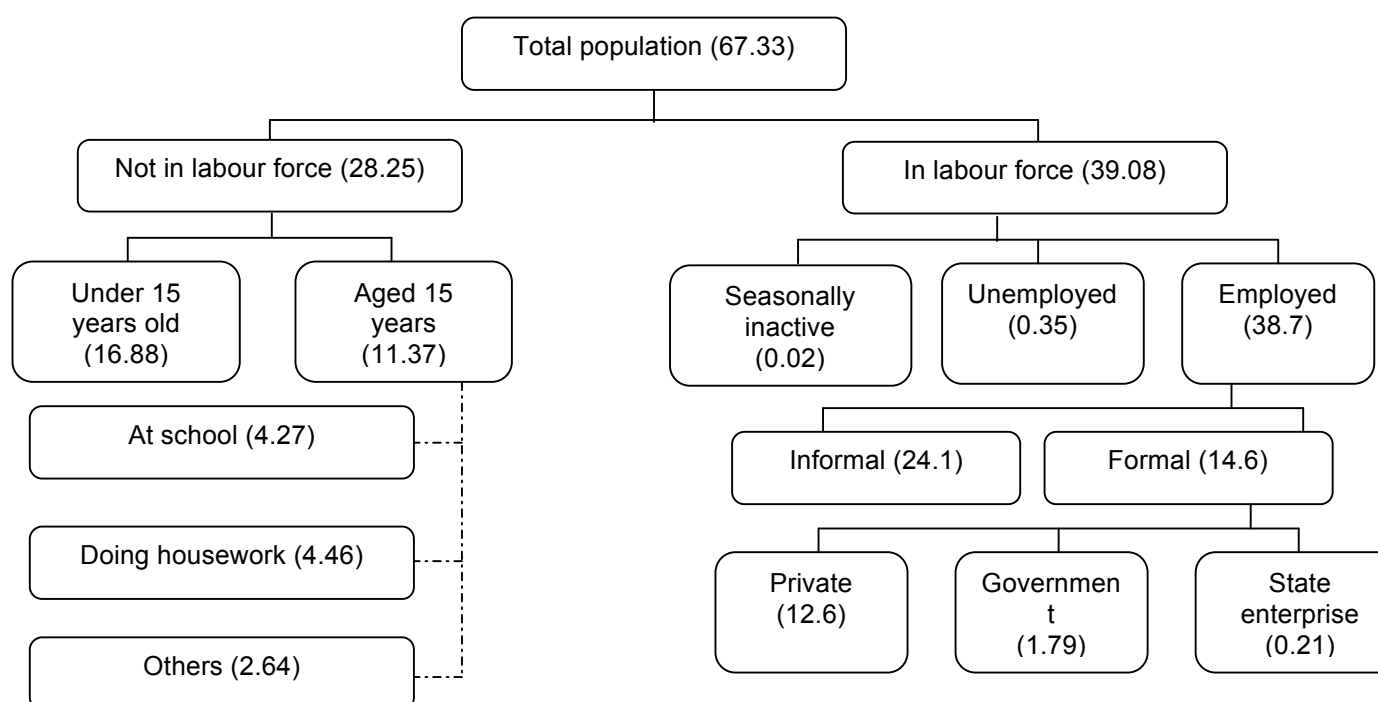 Total population (67.33)
Not in labour force (28.25)
In labour force (39.08)
Under 15
years old
(16.88)
Aged 15
years
(11.37)
Seasonally
inactive
(0.02)
Unemployed
(0.35)
Employed
(38.7)
At school (4.27)
Informal (24.1)
Formal (14.6)
Doing housework (4.46)
Private
(12.6)
Governmen
t
(1.79)
State
enterprise
(0.21)
Others (2.64)